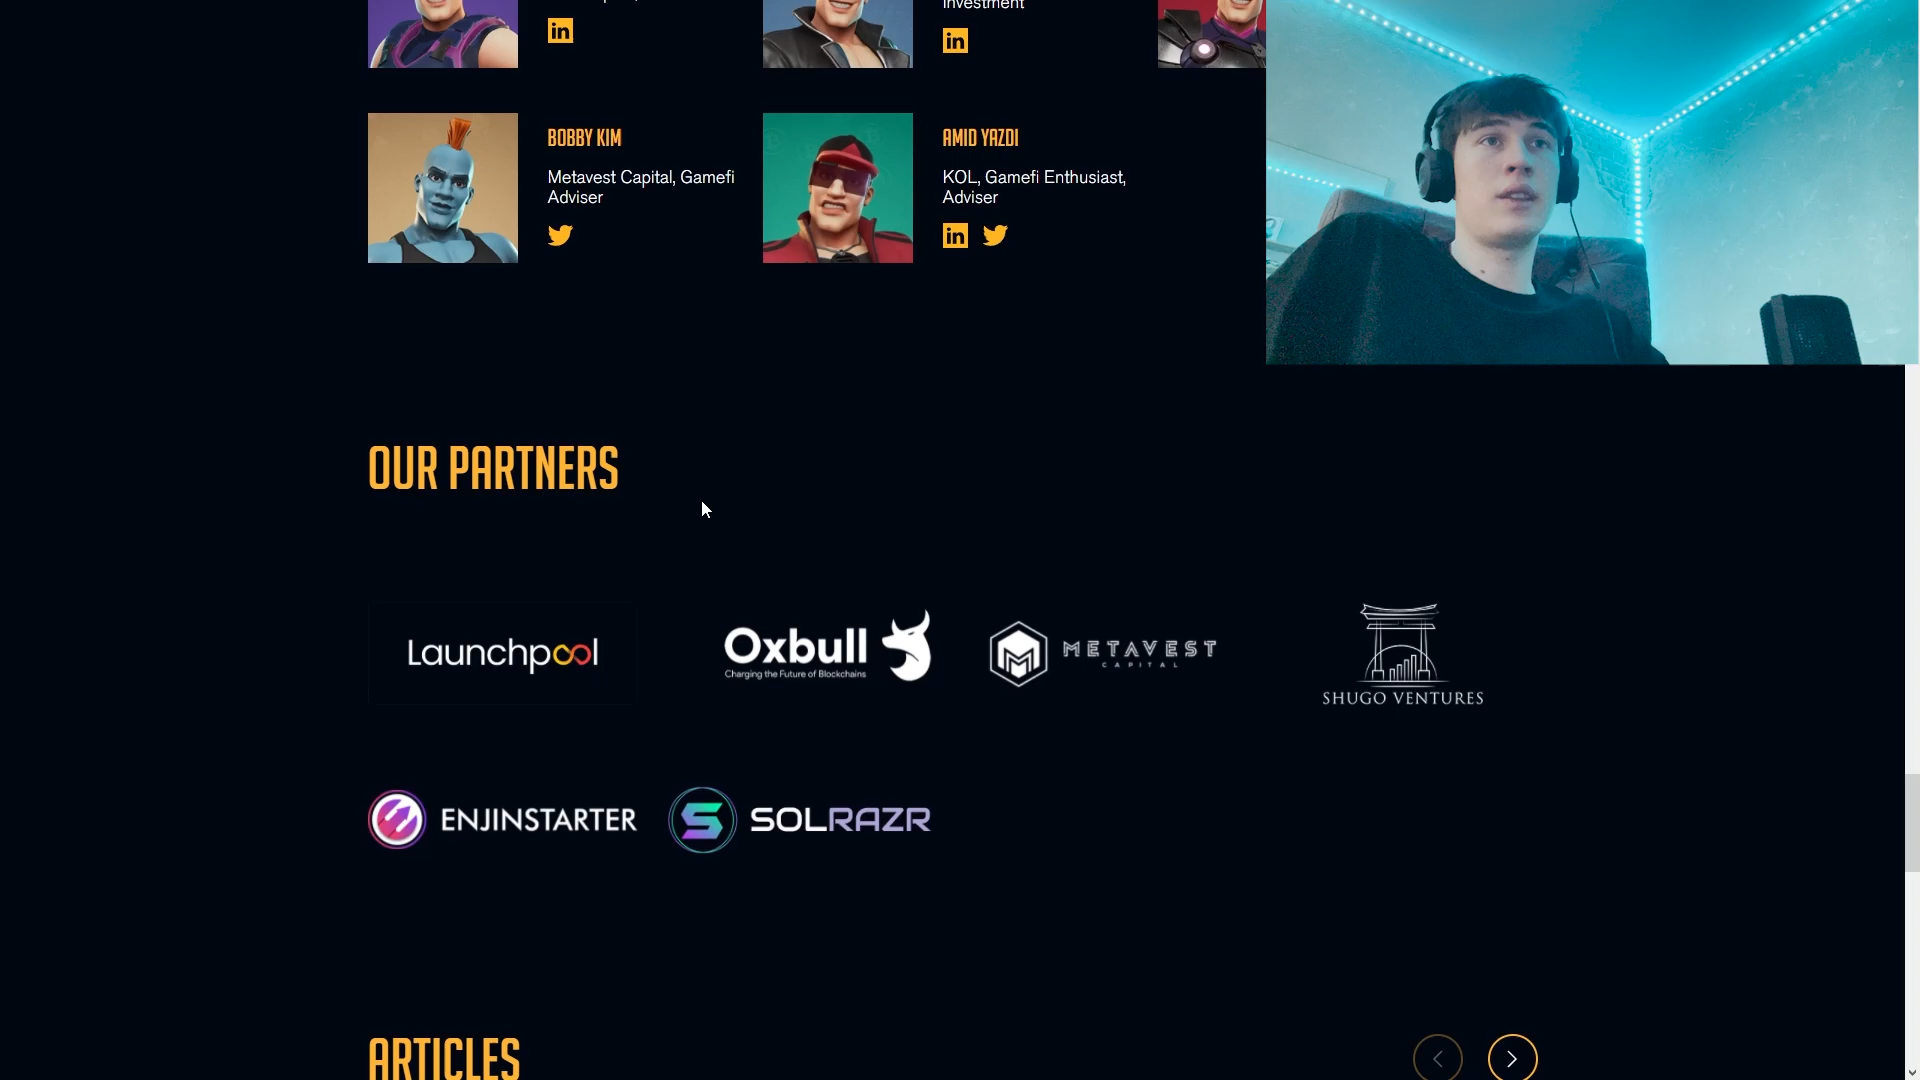 Investment
BOBBY KIM
Metavest Capital, Gamefi
Adviser
AMID YAZDI
KOL, Gamefi Enthusiast,
Adviser
OUR PARTNERS
Launchpool
Oxbull
Charging the Future of Blockchains
METAVEST
CAPITAL
SHUGO VENTURES
ENJINSTARTER
SOLRAZR
ARTICLES